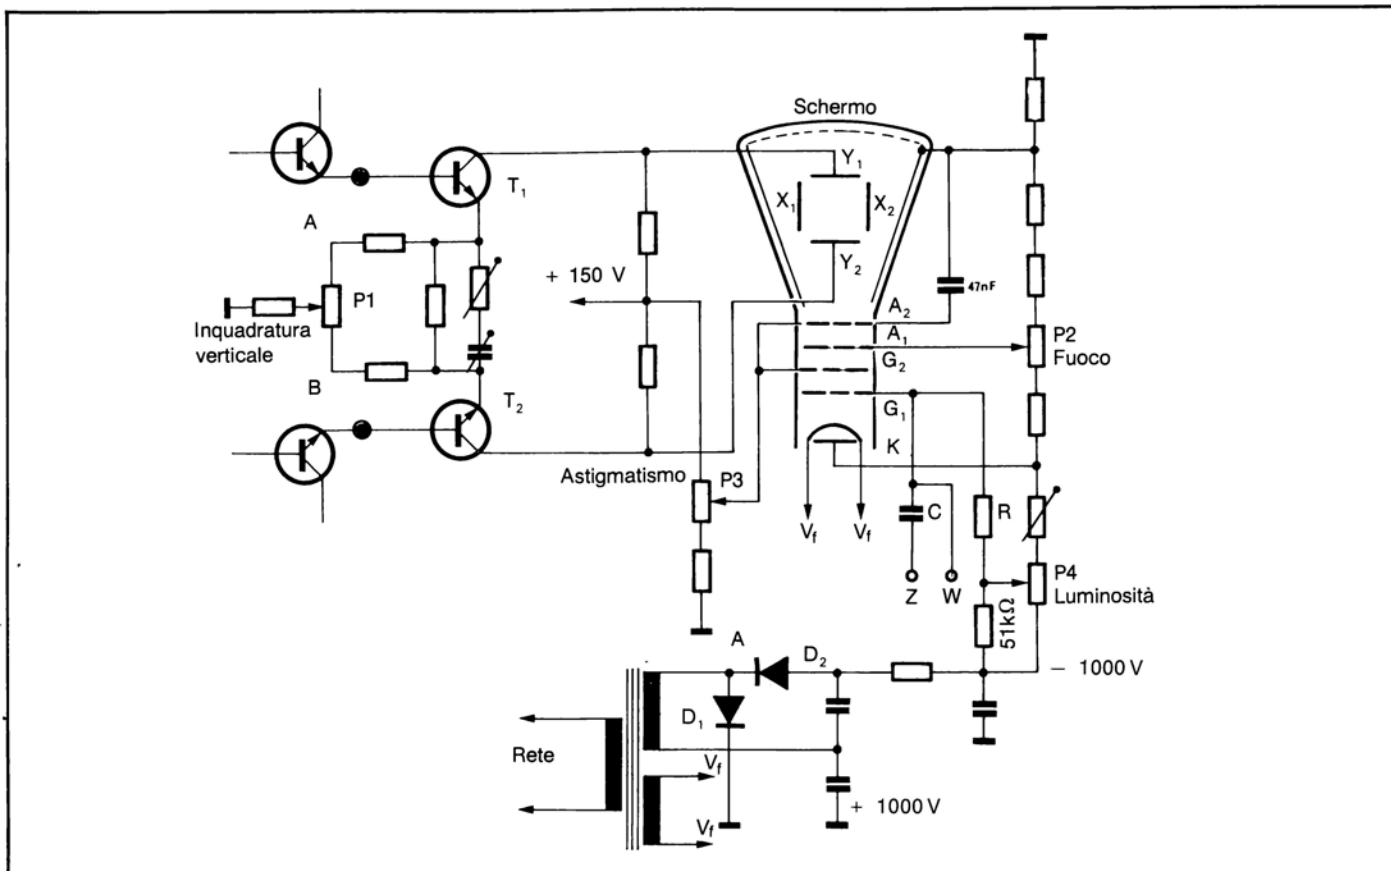 Schermo
Y1
T1
X1
X2
A
Y2
+ 150 V
47nF
P1
A2
Inquadratura
verticale
A1
P2
Fuoco
G2
B
T2
G1
K
Astigmatismo
P3
Vf
Vf
C
R
P4
Luminosità
Z
W
51kΩ
A
D2
− 1000 V
D1
Rete
Vf
+ 1000 V
Vf